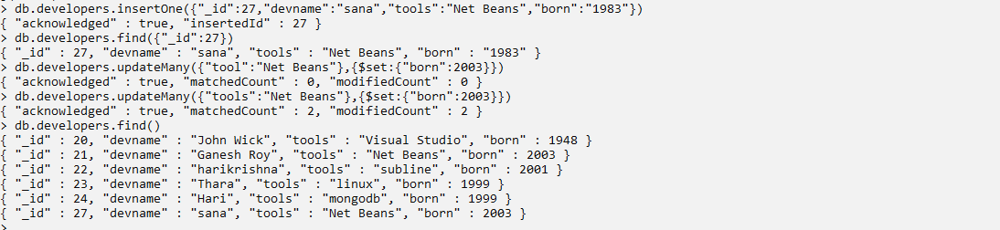 > db.developers.insertOne({"_id":27,"devname":"sana","tools":"Net Beans","born":"1983"})
{ "acknowledged" : true, "insertedId" : 27 }
> db.developers.find({"_id":27})
{ "_id" : 27, "devname" : "sana", "tools" : "Net Beans", "born" : "1983" }
> db.developers.updateMany({"tool":"Net Beans"},{$set:{"born":2003}})
{ "acknowledged" : true, "matchedCount" : 0, "modifiedCount" : 0 }
> db.developers.updateMany({"tools":"Net Beans"},{$set:{"born":2003}})
{ "acknowledged" : true, "matchedCount" : 2, "modifiedCount" : 2 }
> db.developers.find()
{ "_id" : 20, "devname" : "John Wick", "tools" : "Visual Studio", "born" : 1948 }
{ "_id" : 21, "devname" : "Ganesh Roy", "tools" : "Net Beans", "born" : 2003 }
{ "_id" : 22, "devname" : "harikrishna", "tools" : "subline", "born" : 2001 }
{ "_id" : 23, "devname" : "Thara", "tools" : "linux", "born" : 1999 }
{ "_id" : 24, "devname" : "Hari", "tools" : "mongodb", "born" : 1999 }
{ "_id" : 27, "devname" : "sana", "tools" : "Net Beans", "born" : 2003 }
>